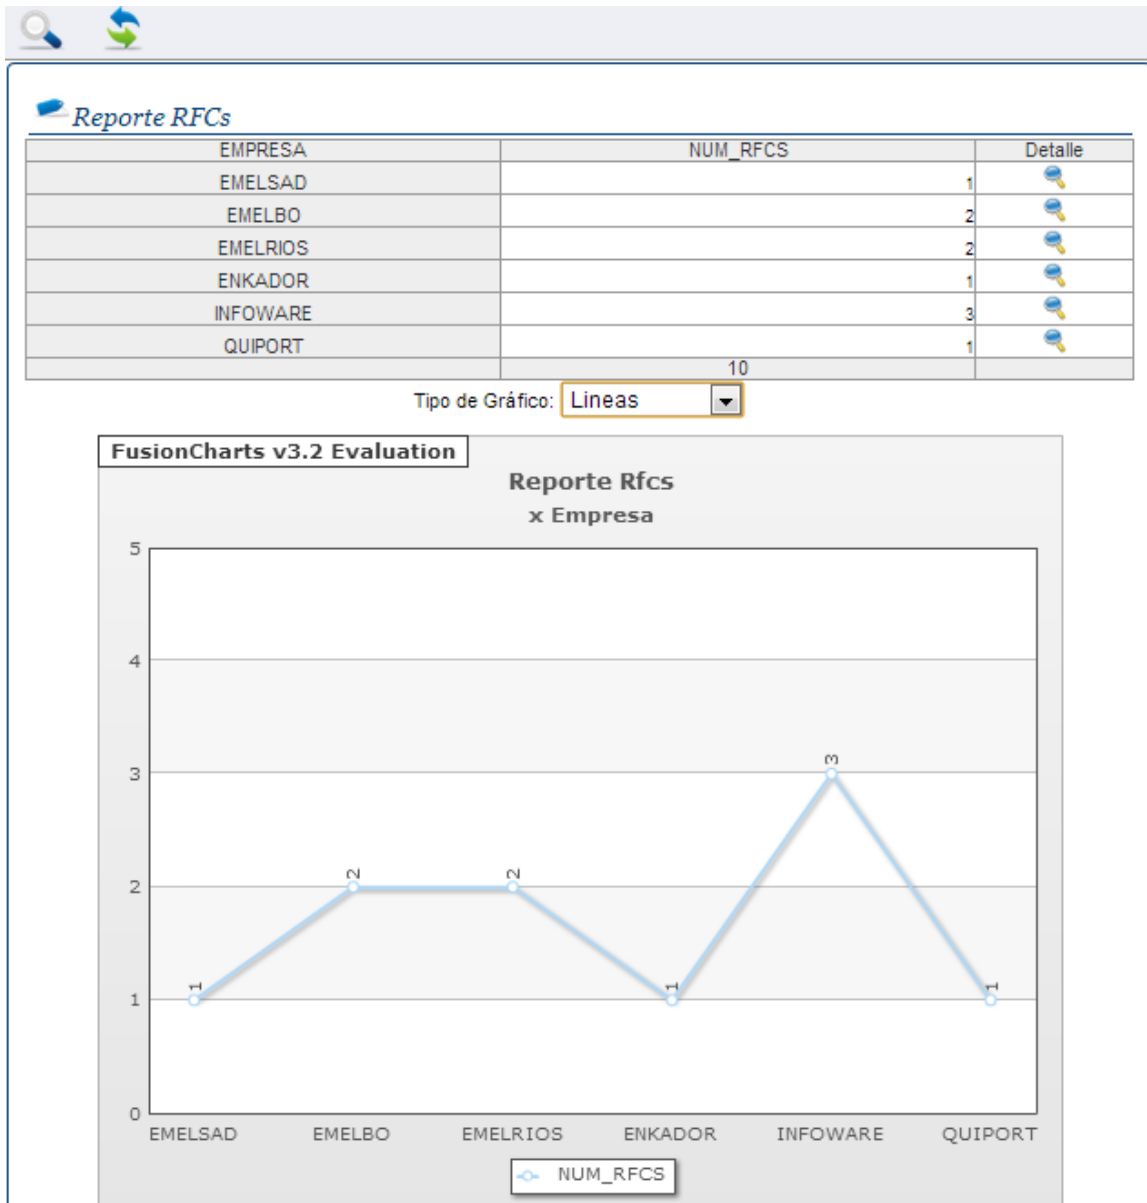 Reporte RFCs
EMPRESA NUM_RFCS Detalle
EMELSAD 1
EMELBO 2
EMELRIOS 2
ENKADOR 1
INFOWARE 3
QUIPORT 1
10
Tipo de Gráfico: Lineas
FusionCharts v3.2 Evaluation
Reporte Rfcs
x Empresa
5
4
3
3
2 2
2
1 1 1
1
0
EMELSAD EMELBO EMELRIOS ENKADOR INFOWARE QUIPORT
NUM_RFCS